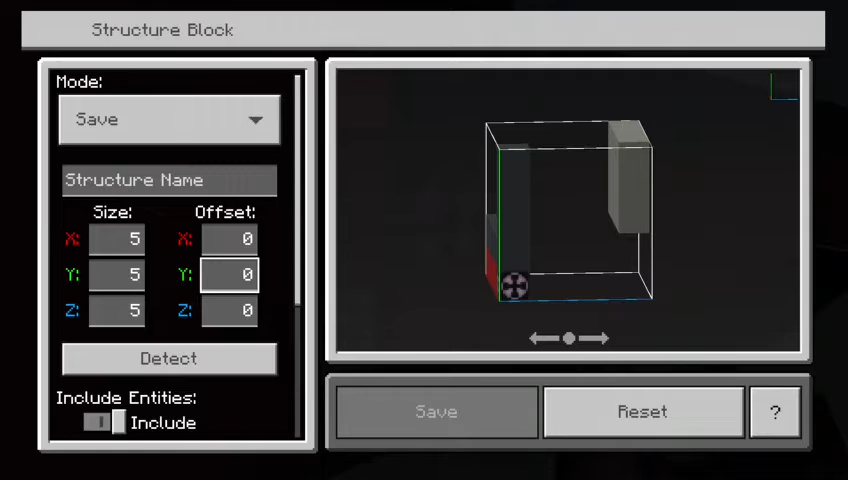 Structure Block
Mode:
Save
Structure Name
Size: Offset:
X: 5 X: 0
Y: 5 Y: 0
Z: 5 Z: 0
Detect
Include Entities:
Include
Save Reset ?